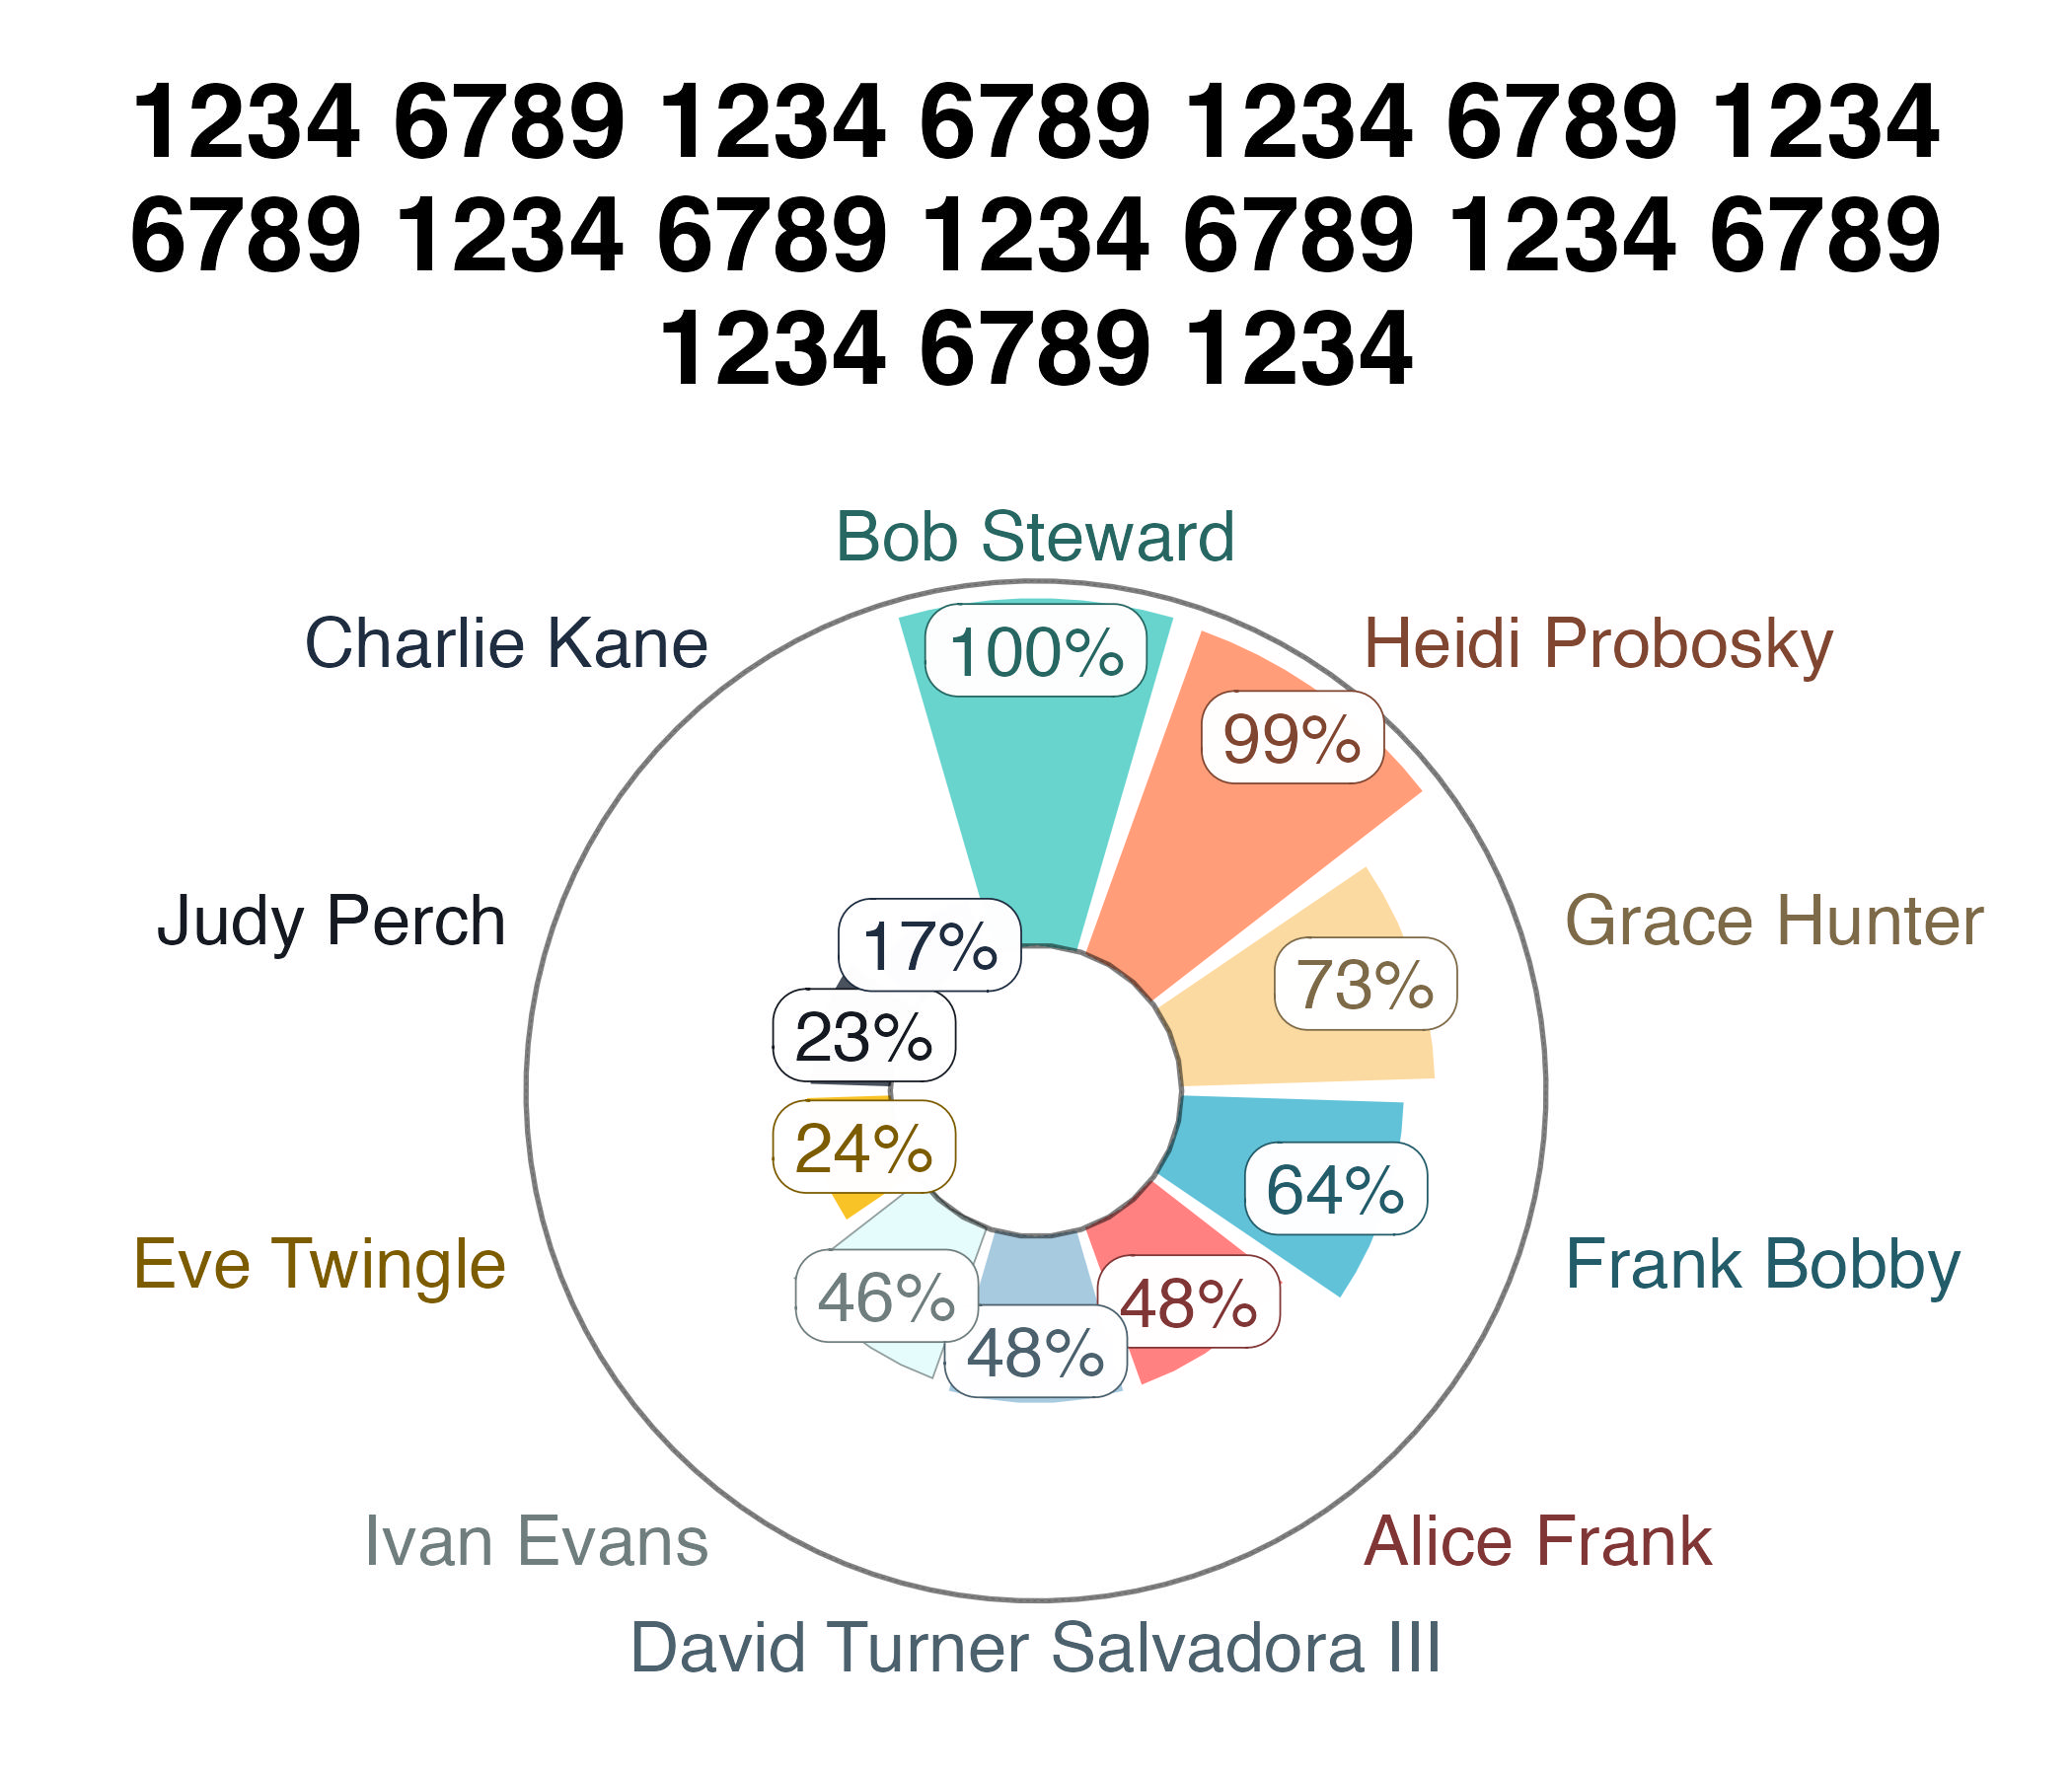 1234 6789 1234 6789 1234 6789 1234
6789 1234 6789 1234 6789 1234 6789
1234 6789 1234
Bob Steward
Charlie Kane
Heidi Probosky
100%
99%
Judy Perch
17%
73%
Grace Hunter
23%
24%
64%
Eve Twingle
46%
48%
48%
Frank Bobby
Ivan Evans
Alice Frank
David Turner Salvadora III